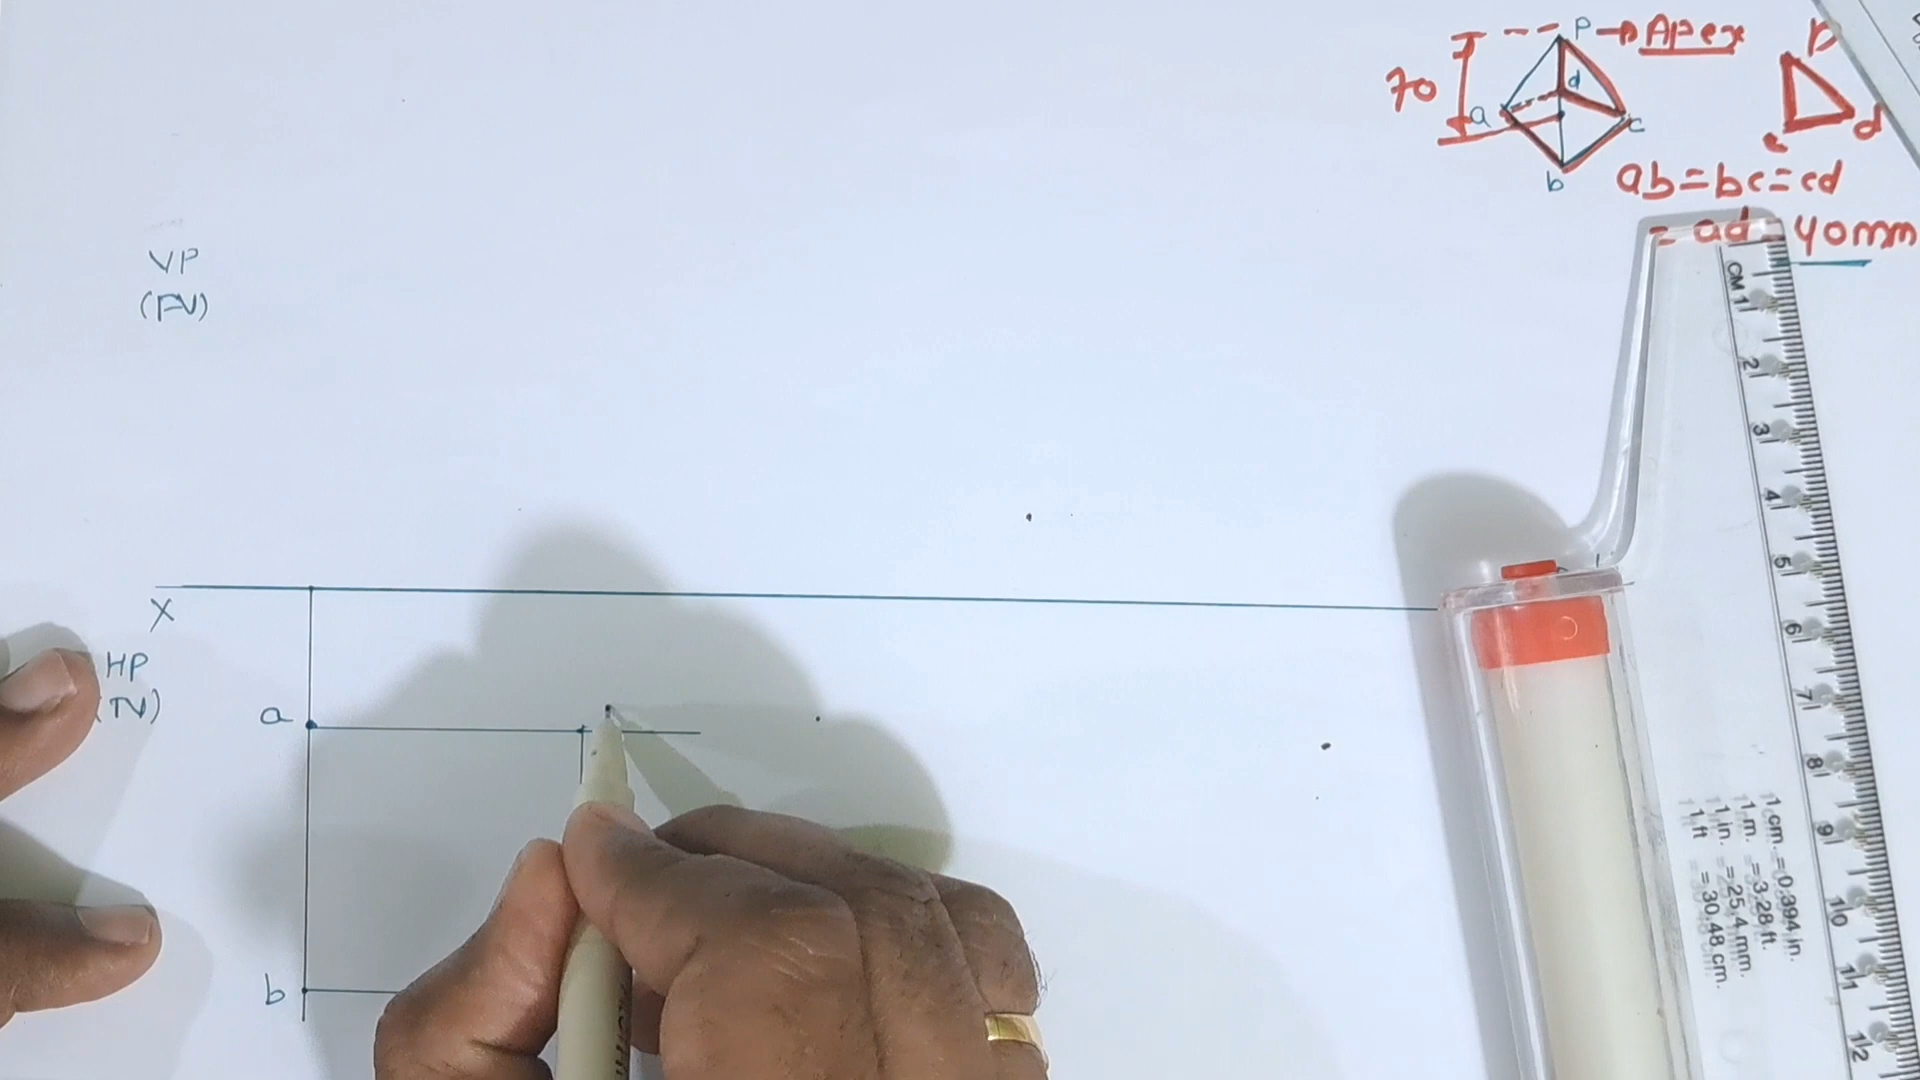 P → Apex
70
a
d
c
b
p
c
d
ab=bc=cd
= ad = 40mm
VP
(FV)
X
HP
(TV)
a
b
CM 1
2
3
4
5
6
7
8
9
10
11
12
1 cm. = 0.394 in.
1 m. = 3.28 ft.
1 in. = 25.4 mm.
1 ft = 30.48 cm.